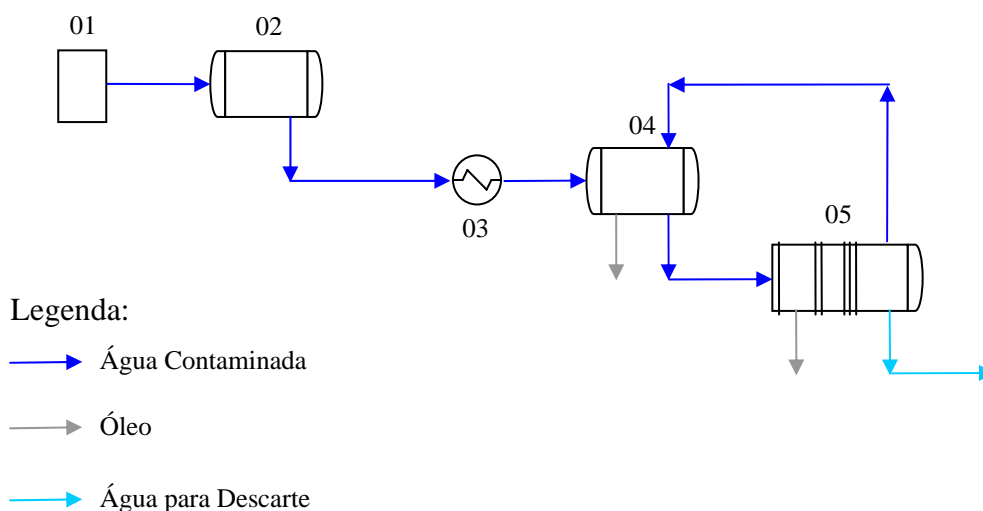 01
02
04
03
05
Legenda:
Água Contaminada
Óleo
Água para Descarte